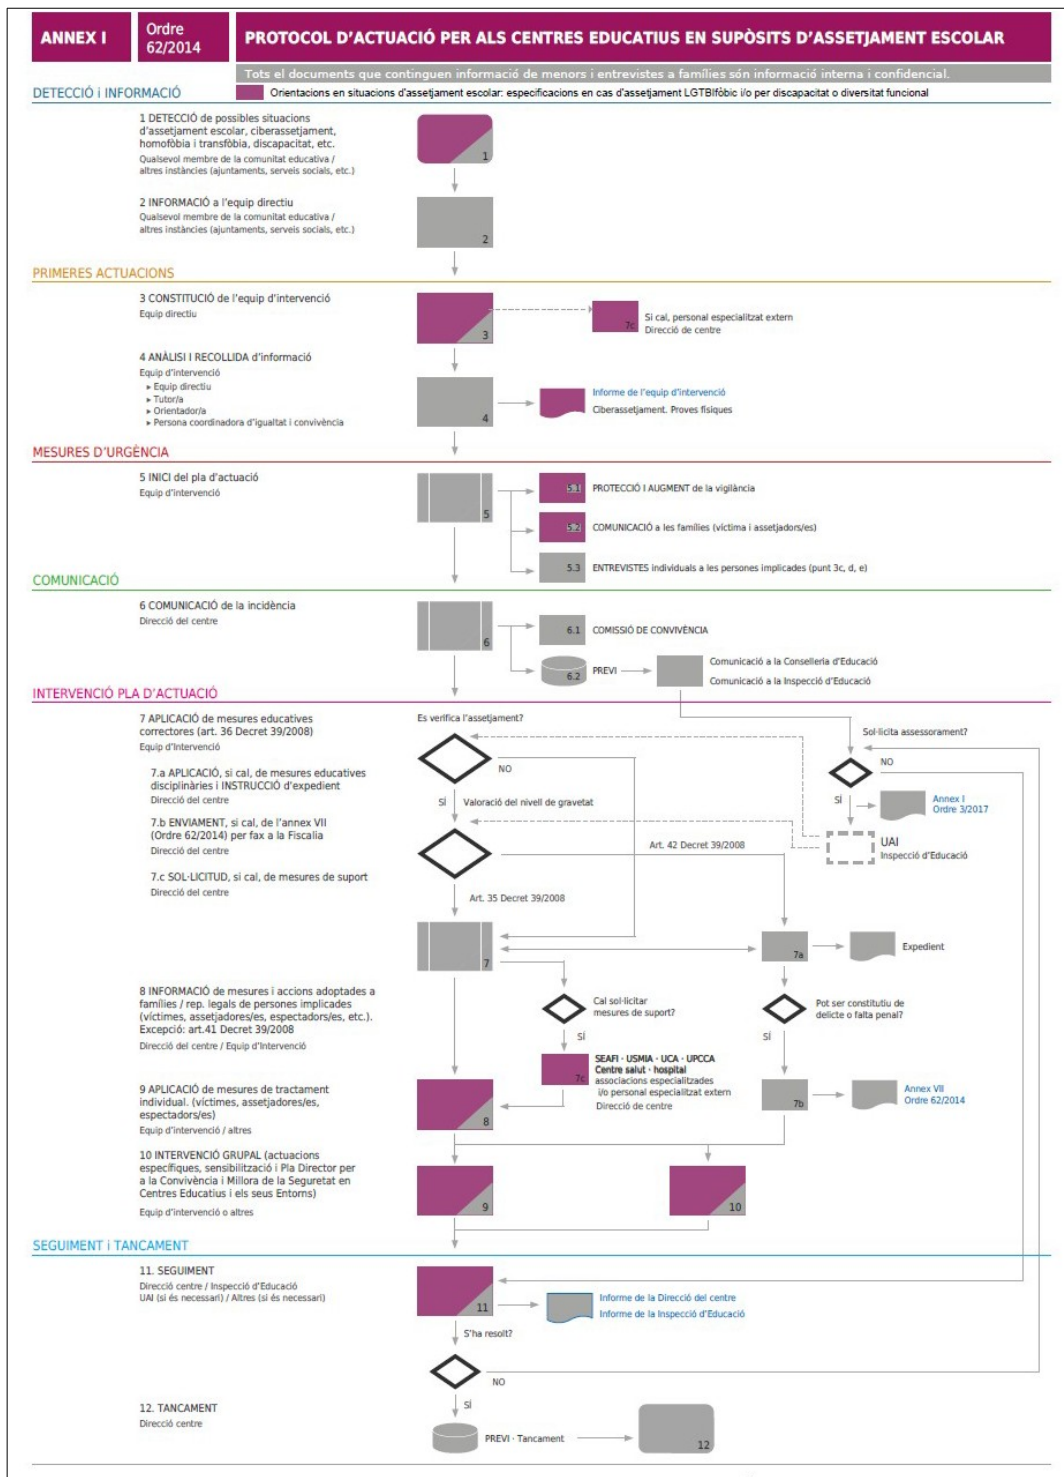 ANNEX I
Ordre
62/2014
PROTOCOL D'ACTUACIÓ PER ALS CENTRES EDUCATIUS EN SUPÒSITS D'ASSETJAMENT ESCOLAR
Tots el documents que continguen informació de menors i entrevistes a famílies són informació interna i confidencial.
DETECCIÓ i INFORMACIÓ
Orientacions en situacions d'assetjament escolar: especificacions en cas d'assetjament LGTBIfòbic i/o per discapacitat o diversitat funcional
1 DETECCIÓ de possibles situacions
d'assetjament escolar, ciberassetjament,
homofòbia i transfòbia, discapacitat, etc.
Qualsevol membre de la comunitat educativa /
altres instàncies (ajuntaments, serveis socials, etc.)
1
2 INFORMACIÓ a l'equip directiu
Qualsevol membre de la comunitat educativa /
altres instàncies (ajuntaments, serveis socials, etc.)
2
PRIMERES ACTUACIONS
3 CONSTITUCIÓ de l'equip d'intervenció
Equip directiu
3
7c
Si cal, personal especialitzat extern
Direcció de centre
4 ANÀLISI I RECOLLIDA d'informació
Equip d'intervenció
▸ Equip directiu
▸ Tutor/a
▸ Orientador/a
▸ Persona coordinadora d'igualtat i convivència
4
Informe de l'equip d'intervenció
Ciberassetjament. Proves físiques
MESURES D'URGÈNCIA
5 INICI del pla d'actuació
Equip d'intervenció
5
5.1
PROTECCIÓ I AUGMENT de la vigilància
5.2
COMUNICACIÓ a les famílies (víctima i assetjadors/es)
5.3
ENTREVISTES individuals a les persones implicades (punt 3c, d, e)
COMUNICACIÓ
6 COMUNICACIÓ de la incidència
Direcció del centre
6
6.1
COMISSIÓ DE CONVIVÈNCIA
6.2
PREVI
Comunicació a la Conselleria d'Educació
Comunicació a la Inspecció d'Educació
INTERVENCIÓ PLA D'ACTUACIÓ
7 APLICACIÓ de mesures educatives
correctores (art. 36 Decret 39/2008)
Equip d'Intervenció
Es verifica l'assetjament?
NO
Sol·licita assessorament?
NO
7.a APLICACIÓ, si cal, de mesures educatives
disciplinàries i INSTRUCCIÓ d'expedient
Direcció del centre
SÍ
Valoració del nivell de gravetat
SÍ
Annex I
Ordre 3/2017
7.b ENVIAMENT, si cal, de l'annex VII
(Ordre 62/2014) per fax a la Fiscalia
Direcció del centre
Art. 42 Decret 39/2008
UAI
Inspecció d'Educació
7.c SOL·LICITUD, si cal, de mesures de suport
Direcció del centre
Art. 35 Decret 39/2008
7
7a
Expedient
8 INFORMACIÓ de mesures i accions adoptades a
famílies / rep. legals de persones implicades
(víctimes, assetjadores/es, espectadors/es, etc.).
Excepció: art.41 Decret 39/2008
Direcció del centre / Equip d'Intervenció
Cal sol·licitar
mesures de suport?
SÍ
Pot ser constitutiu de
delicte o falta penal?
SÍ
7c
SEAFI · USMIA · UCA · UPCCA
Centre salut · hospital
associacions especialitzades
i/o personal especialitzat extern
Direcció de centre
7b
Annex VII
Ordre 62/2014
9 APLICACIÓ de mesures de tractament
individual. (víctimes, assetjadores/es,
espectadors/es)
Equip d'intervenció / altres
8
10 INTERVENCIÓ GRUPAL (actuacions
específiques, sensibilització i Pla Director per
a la Convivència i Millora de la Seguretat en
Centres Educatius i els seus Entorns)
Equip d'intervenció o altres
9
10
SEGUIMENT i TANCAMENT
11. SEGUIMENT
Direcció centre / Inspecció d'Educació
UAI (si és necessari) / Altres (si és necessari)
11
Informe de la Direcció del centre
Informe de la Inspecció d'Educació
S'ha resolt?
NO
SÍ
12. TANCAMENT
Direcció centre
PREVI · Tancament
12